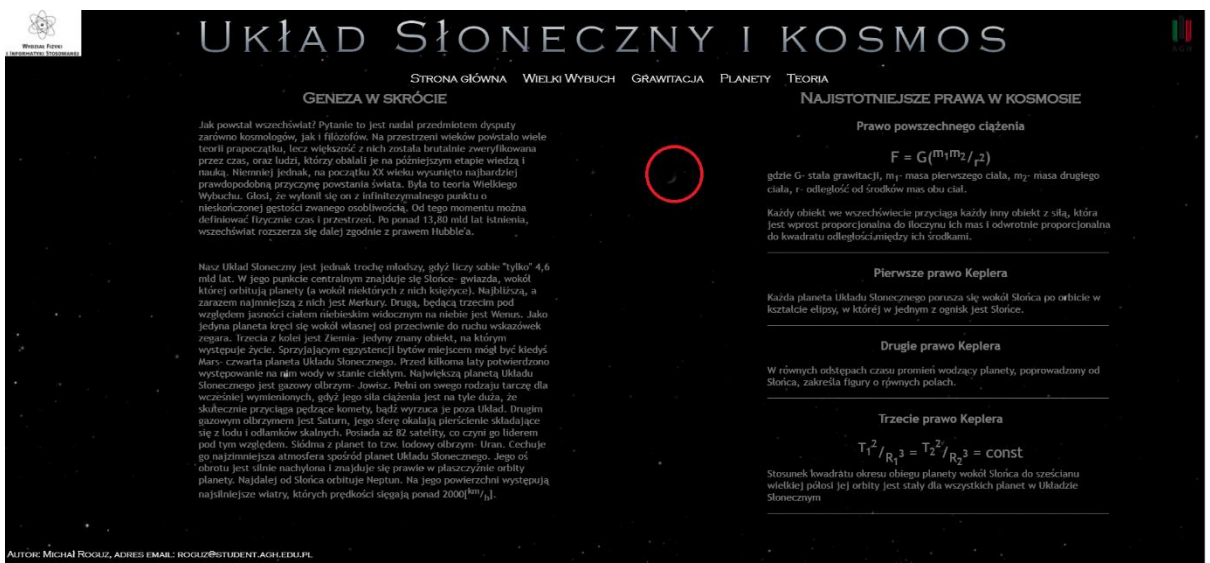 Wydział Fizyki
i Informatyki Stosowanej
Układ Słoneczny i kosmos
AGH
Strona główna Wielki Wybuch Grawitacja Planety Teoria
Geneza w skrócie
Jak powstał wszechświat? Pytanie to jest nadal przedmiotem dysputy
zarówno kosmologów, jak i filozofów. Na przestrzeni wieków powstało wiele
teorii prapoczątku, lecz większość z nich została brutalnie zweryfikowana
przez czas, oraz ludzi, którzy obalali je na późniejszym etapie wiedzą i
nauką. Niemniej jednak, na początku XX wieku wysunięto najbardziej
prawdopodobną przyczynę powstania świata. Była to teoria Wielkiego
Wybuchu. Głosi, że wyłonił się on z infinitezymalnego punktu o
nieskończonej gęstości zwanego osobliwością. Od tego momentu można
definiować fizycznie czas i przestrzeń. Po ponad 13,80 mld lat istnienia,
wszechświat rozszerza się dalej zgodnie z prawem Hubble'a.
Nasz Układ Słoneczny jest jednak trochę młodszy, gdyż liczy sobie "tylko" 4,6
mld lat. W jego punkcie centralnym znajduje się Słońce- gwiazda, wokół
której orbitują planety (a wokół niektórych z nich księżyce). Najbliższą, a
zarazem najmniejszą z nich jest Merkury. Drugą, będącą trzecim pod
względem jasności ciałem niebieskim widocznym na niebie jest Wenus. Jako
jedyna planeta kręci się wokół własnej osi przeciwnie do ruchu wskazówek
zegara. Trzecia z kolei jest Ziemia- jedyny znany obiekt, na którym
występuje życie. Sprzyjającym egzystencji bytów miejscem mógł być kiedyś
Mars- czwarta planeta Układu Słonecznego. Przed kilkoma laty potwierdzono
występowanie na nim wody w stanie ciekłym. Największą planetą Układu
Słonecznego jest gazowy olbrzym- Jowisz. Pełni on swego rodzaju tarczę dla
wcześniej wymienionych, gdyż jego siła ciążenia jest na tyle duża, że
skutecznie przyciąga pędzące komety, bądź wyrzuca je poza Układ. Drugim
gazowym olbrzymem jest Saturn, jego sferę okalają pierścienie składające
się z lodu i odłamków skalnych. Posiada aż 82 satelity, co czyni go liderem
pod tym względem. Siódma z planet to tzw. lodowy olbrzym- Uran. Cechuje
go najzimniejsza atmosfera spośród planet Układu Słonecznego. Jego oś
obrotu jest silnie nachylona i znajduje się prawie w płaszczyźnie orbity
planety. Najdalej od Słońca orbituje Neptun. Na jego powierzchni występują
najsilniejsze wiatry, których prędkości sięgają ponad 2000[km/h].
Najistotniejsze prawa w kosmosie
Prawo powszechnego ciążenia
F = G(m₁m₂/r²)
gdzie G- stała grawitacji, m₁- masa pierwszego ciała, m₂- masa drugiego
ciała, r- odległość od środków mas obu ciał.
Każdy obiekt we wszechświecie przyciąga każdy inny obiekt z siłą, która
jest wprost proporcjonalna do iloczynu ich mas i odwrotnie proporcjonalna
do kwadratu odległości między ich środkami.
Pierwsze prawo Keplera
Każda planeta Układu Słonecznego porusza się wokół Słońca po orbicie w
kształcie elipsy, w któréj w jednym z ognisk jest Słońce.
Drugie prawo Keplera
W równych odstępach czasu promień wodzący planety, poprowadzony od
Słońca, zakreśla figury o równych polach.
Trzecie prawo Keplera
T₁²/R₁³ = T₂²/R₂³ = const
Stosunek kwadratu okresu obiegu planety wokół Słońca do sześcianu
wielkiej półosi jej orbity jest stały dla wszystkich planet w Układzie
Słonecznym
Autor: Michał Roguz, adres email: roguz@student.agh.edu.pl